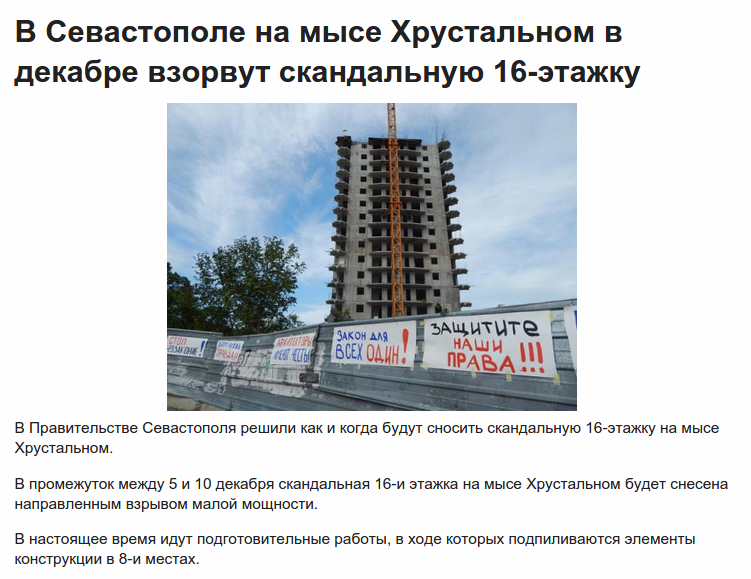 В Севастополе на мысе Хрустальном в
декабре взорвут скандальную 16-этажку
СТОП
ЗАКОН ДЛЯ
ВСЕХ ОДИН!
ЗАЩИТИТЕ
НАШИ
ПРАВА!!!
В Правительстве Севастополя решили как и когда будут сносить скандальную 16-этажку на мысе
Хрустальном.
В промежуток между 5 и 10 декабря скандальная 16-и этажка на мысе Хрустальном будет снесена
направленным взрывом малой мощности.
В настоящее время идут подготовительные работы, в ходе которых подпиливаются элементы
конструкции в 8-и местах.